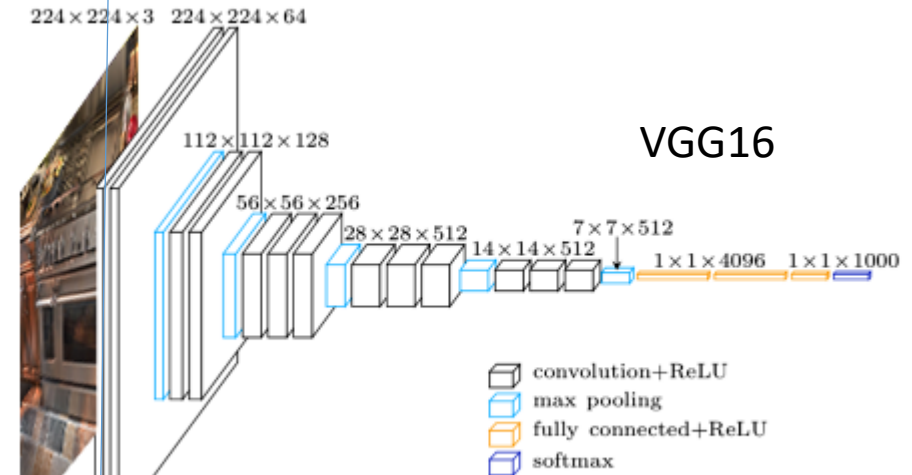 224×224×3 224×224×64
112×112×128
VGG16
56×56×256
28×28×512
7×7×512
14×14×512
1×1×4096 1×1×1000
convolution+ReLU
max pooling
fully connected+ReLU
softmax